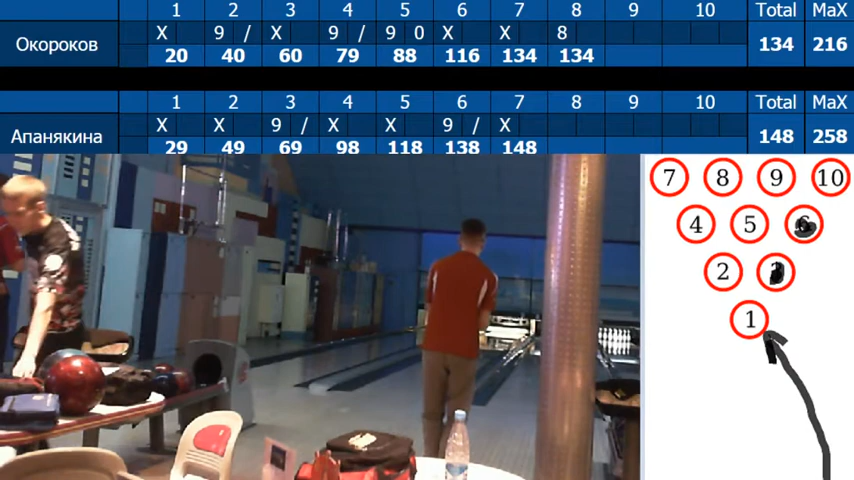 1 2 3 4 5 6 7 8 9 10 Total MaX
Окороков X 9 / X 9 / 9 0 X X 8 134 216
20 40 60 79 88 116 134 134
1 2 3 4 5 6 7 8 9 10 Total MaX
Апанякина X X 9 / X X 9 / X 148 258
29 49 69 98 118 138 148
7 8 9 10
4 5 6
2 3
1